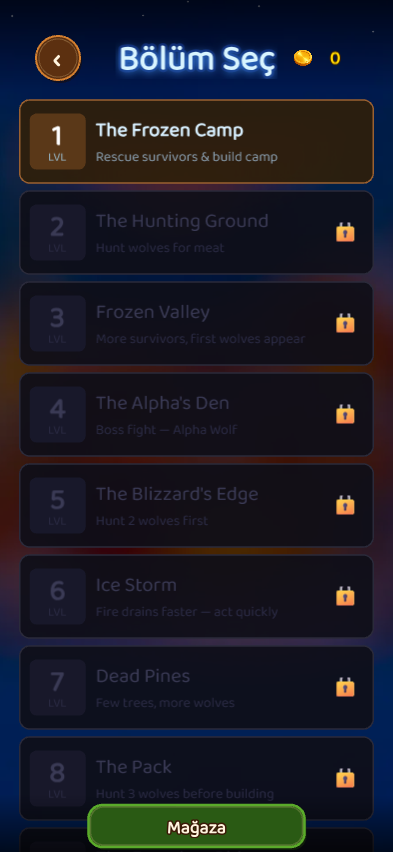 ‹ Bölüm Seç 0
1
LVL
The Frozen Camp
Rescue survivors & build camp
2
LVL
The Hunting Ground
Hunt wolves for meat
3
LVL
Frozen Valley
More survivors, first wolves appear
4
LVL
The Alpha's Den
Boss fight — Alpha Wolf
5
LVL
The Blizzard's Edge
Hunt 2 wolves first
6
LVL
Ice Storm
Fire drains faster — act quickly
7
LVL
Dead Pines
Few trees, more wolves
8
LVL
The Pack
Hunt 3 wolves before building
Mağaza